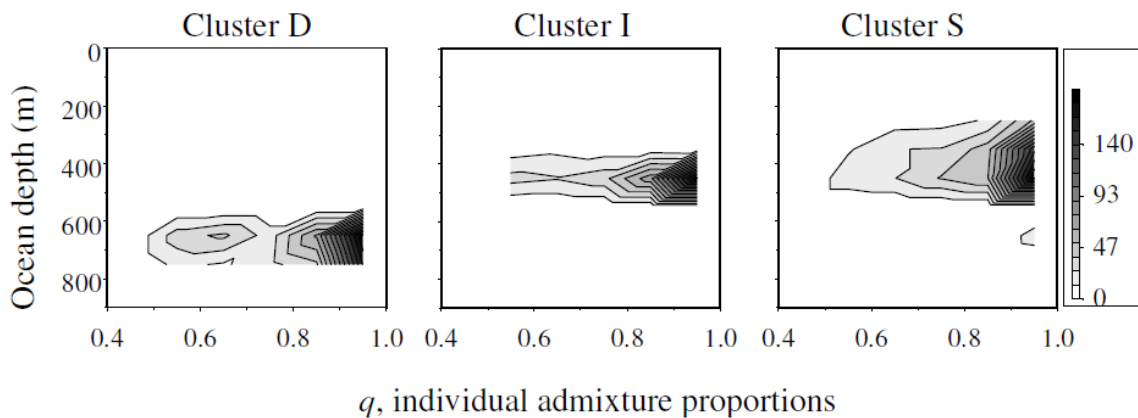 Cluster D
Cluster I
Cluster S
Ocean depth (m)
0
200
400
600
800
140
93
47
0
0.4 0.6 0.8 1.0
0.4 0.6 0.8 1.0
0.4 0.6 0.8 1.0
q, individual admixture proportions